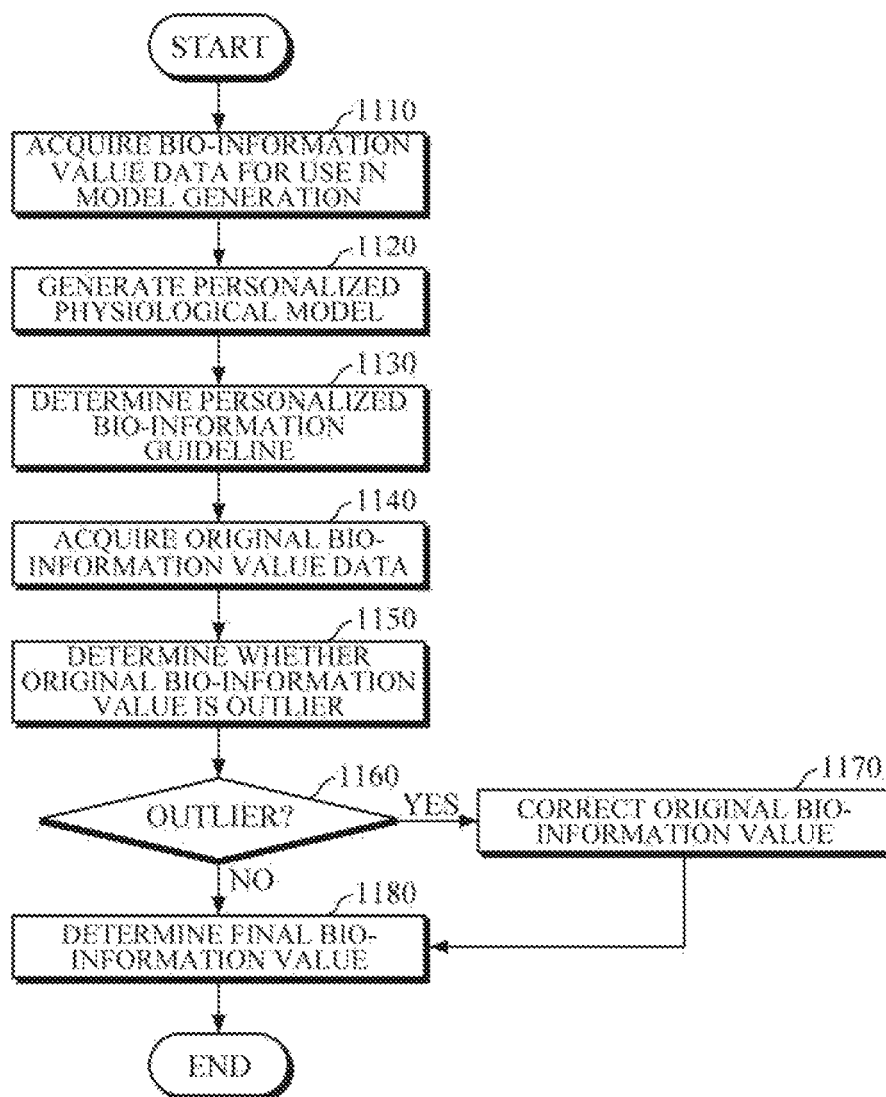 START
1110
ACQUIRE BIO-INFORMATION
VALUE DATA FOR USE IN
MODEL GENERATION
1120
GENERATE PERSONALIZED
PHYSIOLOGICAL MODEL
1130
DETERMINE PERSONALIZED
BIO-INFORMATION
GUIDELINE
1140
ACQUIRE ORIGINAL BIO-
INFORMATION VALUE DATA
1150
DETERMINE WHETHER
ORIGINAL BIO-INFORMATION
VALUE IS OUTLIER
1160
OUTLIER?
YES
1170
CORRECT ORIGINAL BIO-
INFORMATION VALUE
NO
1180
DETERMINE FINAL BIO-
INFORMATION VALUE
END